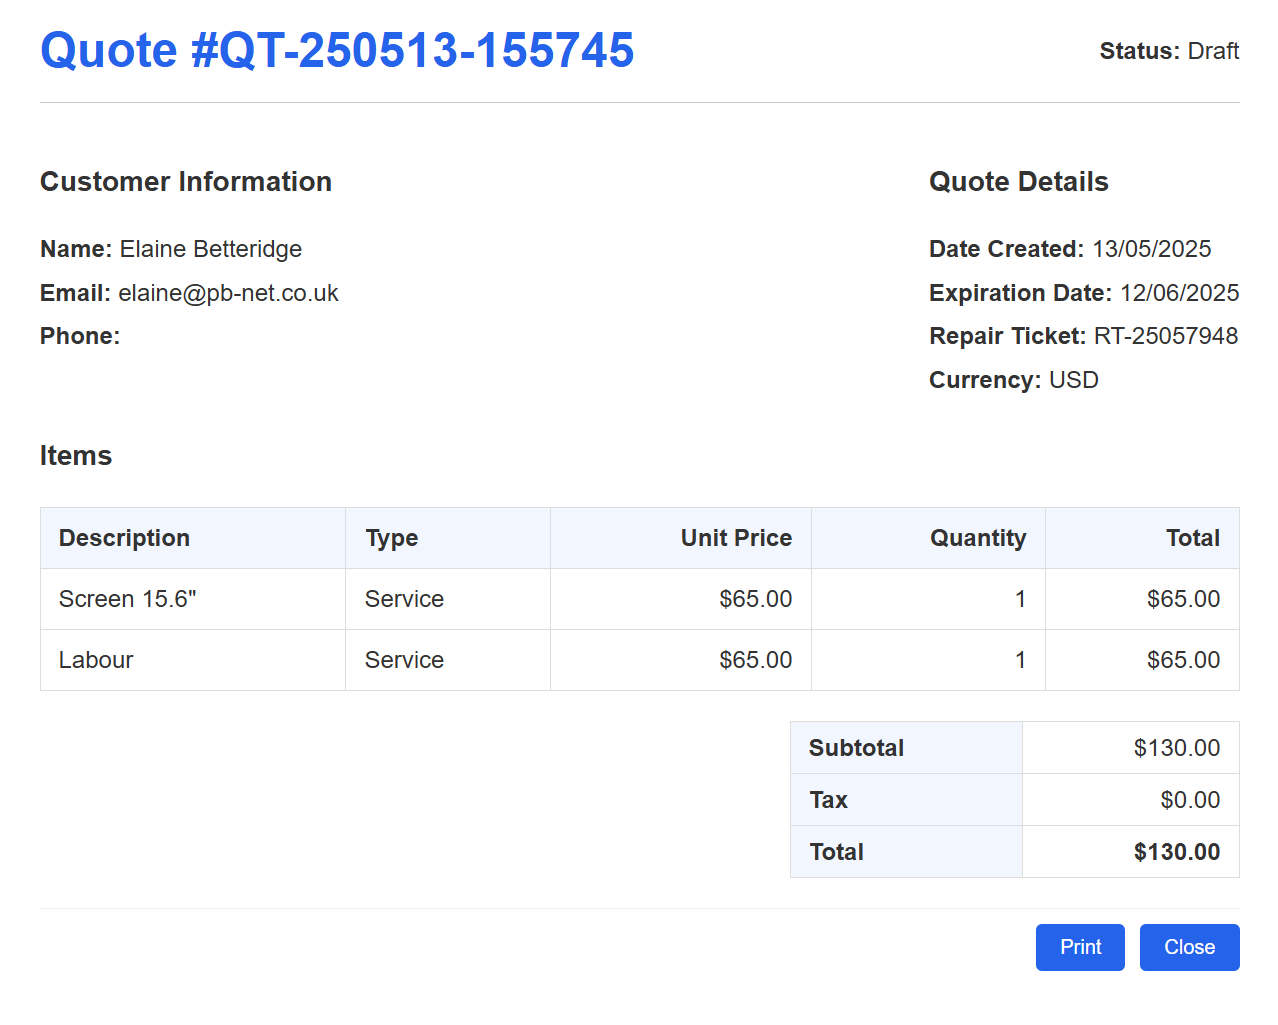 Quote #QT-250513-155745
Status: Draft
Customer Information
Name: Elaine Betteridge
Email: elaine@pb-net.co.uk
Phone:
Quote Details
Date Created: 13/05/2025
Expiration Date: 12/06/2025
Repair Ticket: RT-25057948
Currency: USD
Items
Description Type Unit Price Quantity Total
Screen 15.6" Service $65.00 1 $65.00
Labour Service $65.00 1 $65.00
Subtotal $130.00
Tax $0.00
Total $130.00
Print Close